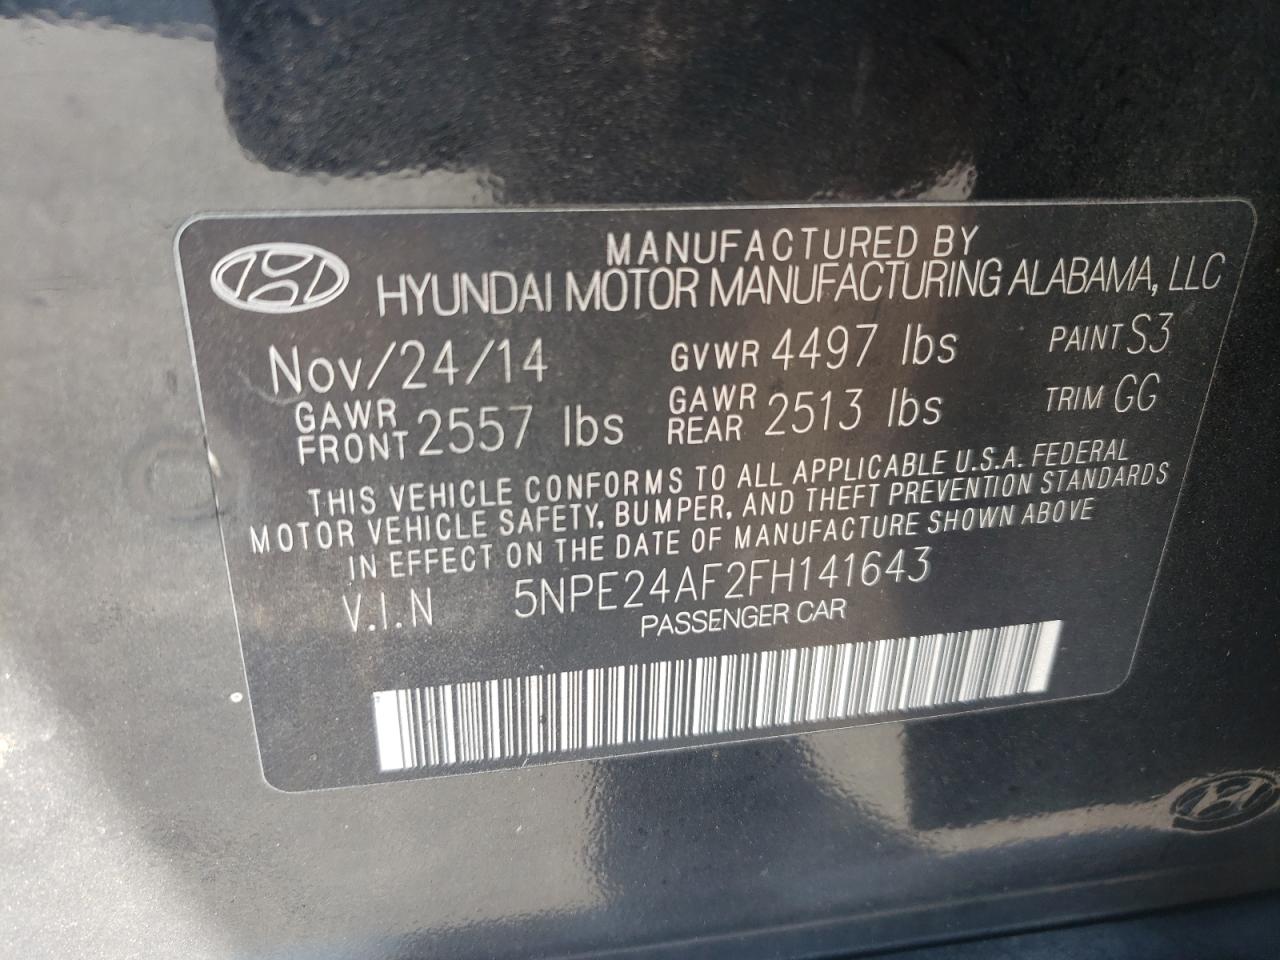 MANUFACTURED BY
HYUNDAI MOTOR MANUFACTURING ALABAMA, LLC
Nov/24/14 GVWR 4497 lbs PAINT S3
GAWR FRONT 2557 lbs GAWR REAR 2513 lbs TRIM GG
THIS VEHICLE CONFORMS TO ALL APPLICABLE U.S.A. FEDERAL
MOTOR VEHICLE SAFETY, BUMPER, AND THEFT PREVENTION STANDARDS
IN EFFECT ON THE DATE OF MANUFACTURE SHOWN ABOVE
V.I.N 5NPE24AF2FH141643
PASSENGER CAR